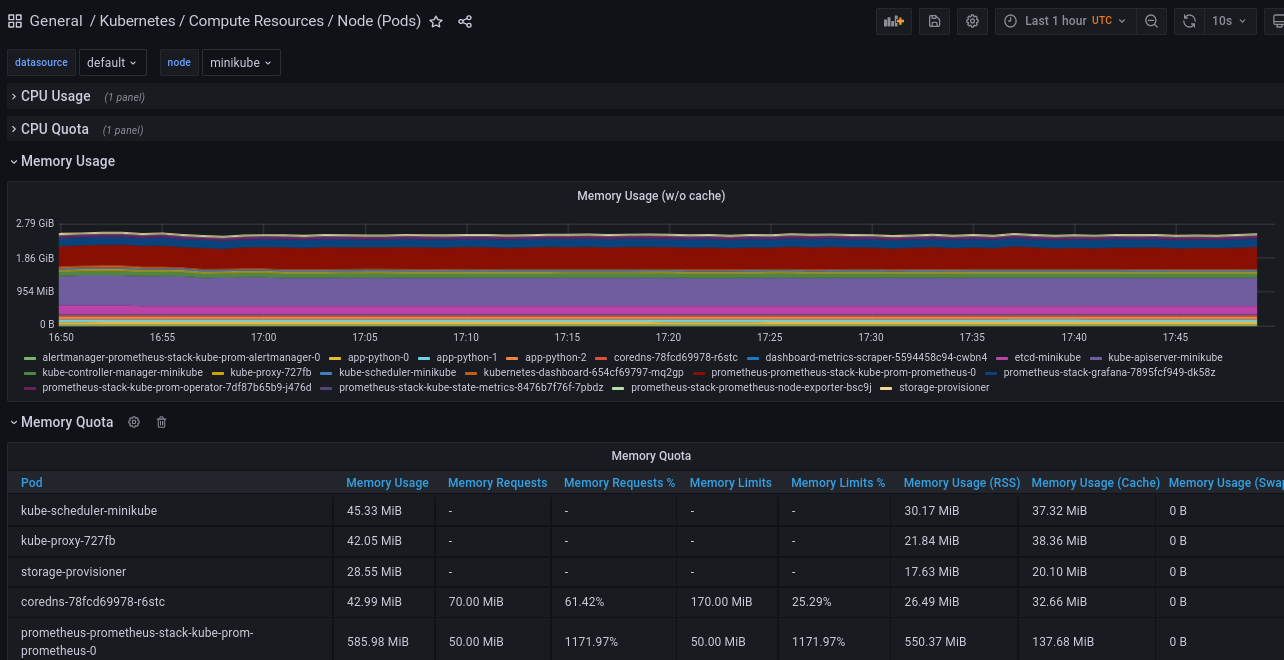 General / Kubernetes / Compute Resources / Node (Pods)
Last 1 hour UTC
10s
datasource default node minikube
CPU Usage (1 panel)
CPU Quota (1 panel)
Memory Usage
Memory Usage (w/o cache)
2.79 GiB
1.86 GiB
954 MiB
0 B
16:50 16:55 17:00 17:05 17:10 17:15 17:20 17:25 17:30 17:35 17:40 17:45
alertmanager-prometheus-stack-kube-prom-alertmanager-0 app-python-0 app-python-1 app-python-2 coredns-78fcd69978-r6stc dashboard-metrics-scraper-5594458c94-cwbn4 etcd-minikube kube-apiserver-minikube
kube-controller-manager-minikube kube-proxy-727fb kube-scheduler-minikube kubernetes-dashboard-654cf69797-mq2gp prometheus-prometheus-stack-kube-prom-prometheus-0 prometheus-stack-grafana-7895fcf949-dk58z
prometheus-stack-kube-prom-operator-7df87b65b9-j476d prometheus-stack-kube-state-metrics-8476b7f76f-7pbdz prometheus-stack-prometheus-node-exporter-bsc9j storage-provisioner
Memory Quota
Memory Quota
Pod Memory Usage Memory Requests Memory Requests % Memory Limits Memory Limits % Memory Usage (RSS) Memory Usage (Cache) Memory Usage (Swap
kube-scheduler-minikube 45.33 MiB - - - - 30.17 MiB 37.32 MiB 0 B
kube-proxy-727fb 42.05 MiB - - - - 21.84 MiB 38.36 MiB 0 B
storage-provisioner 28.55 MiB - - - - 17.63 MiB 20.10 MiB 0 B
coredns-78fcd69978-r6stc 42.99 MiB 70.00 MiB 61.42% 170.00 MiB 25.29% 26.49 MiB 32.66 MiB 0 B
prometheus-prometheus-stack-kube-prom-
prometheus-0 585.98 MiB 50.00 MiB 1171.97% 50.00 MiB 1171.97% 550.37 MiB 137.68 MiB 0 B